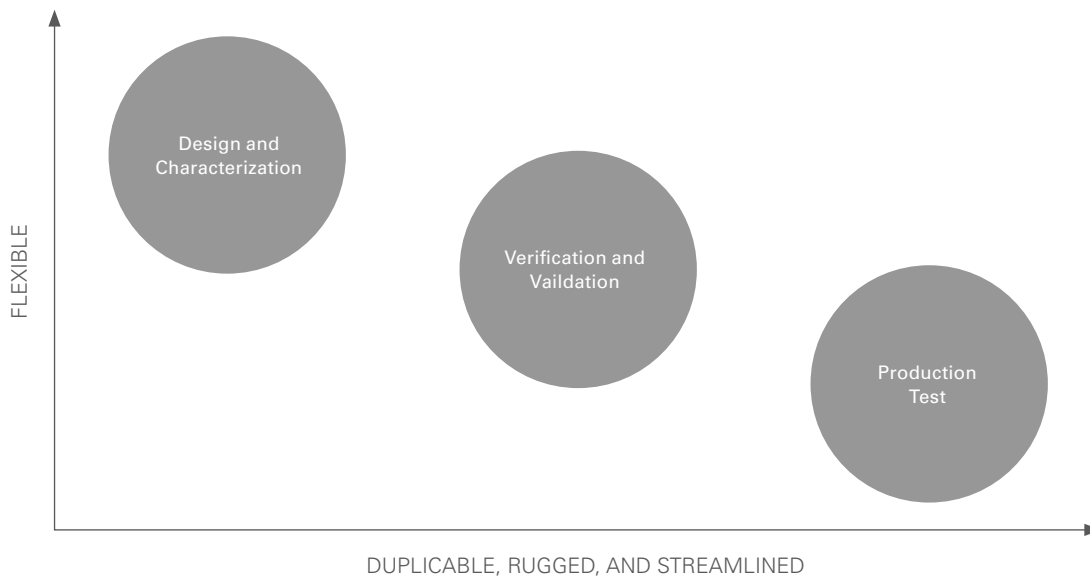 Design and
Characterization
Verification and
Vaildation
Production
Test
FLEXIBLE
DUPLICABLE, RUGGED, AND STREAMLINED